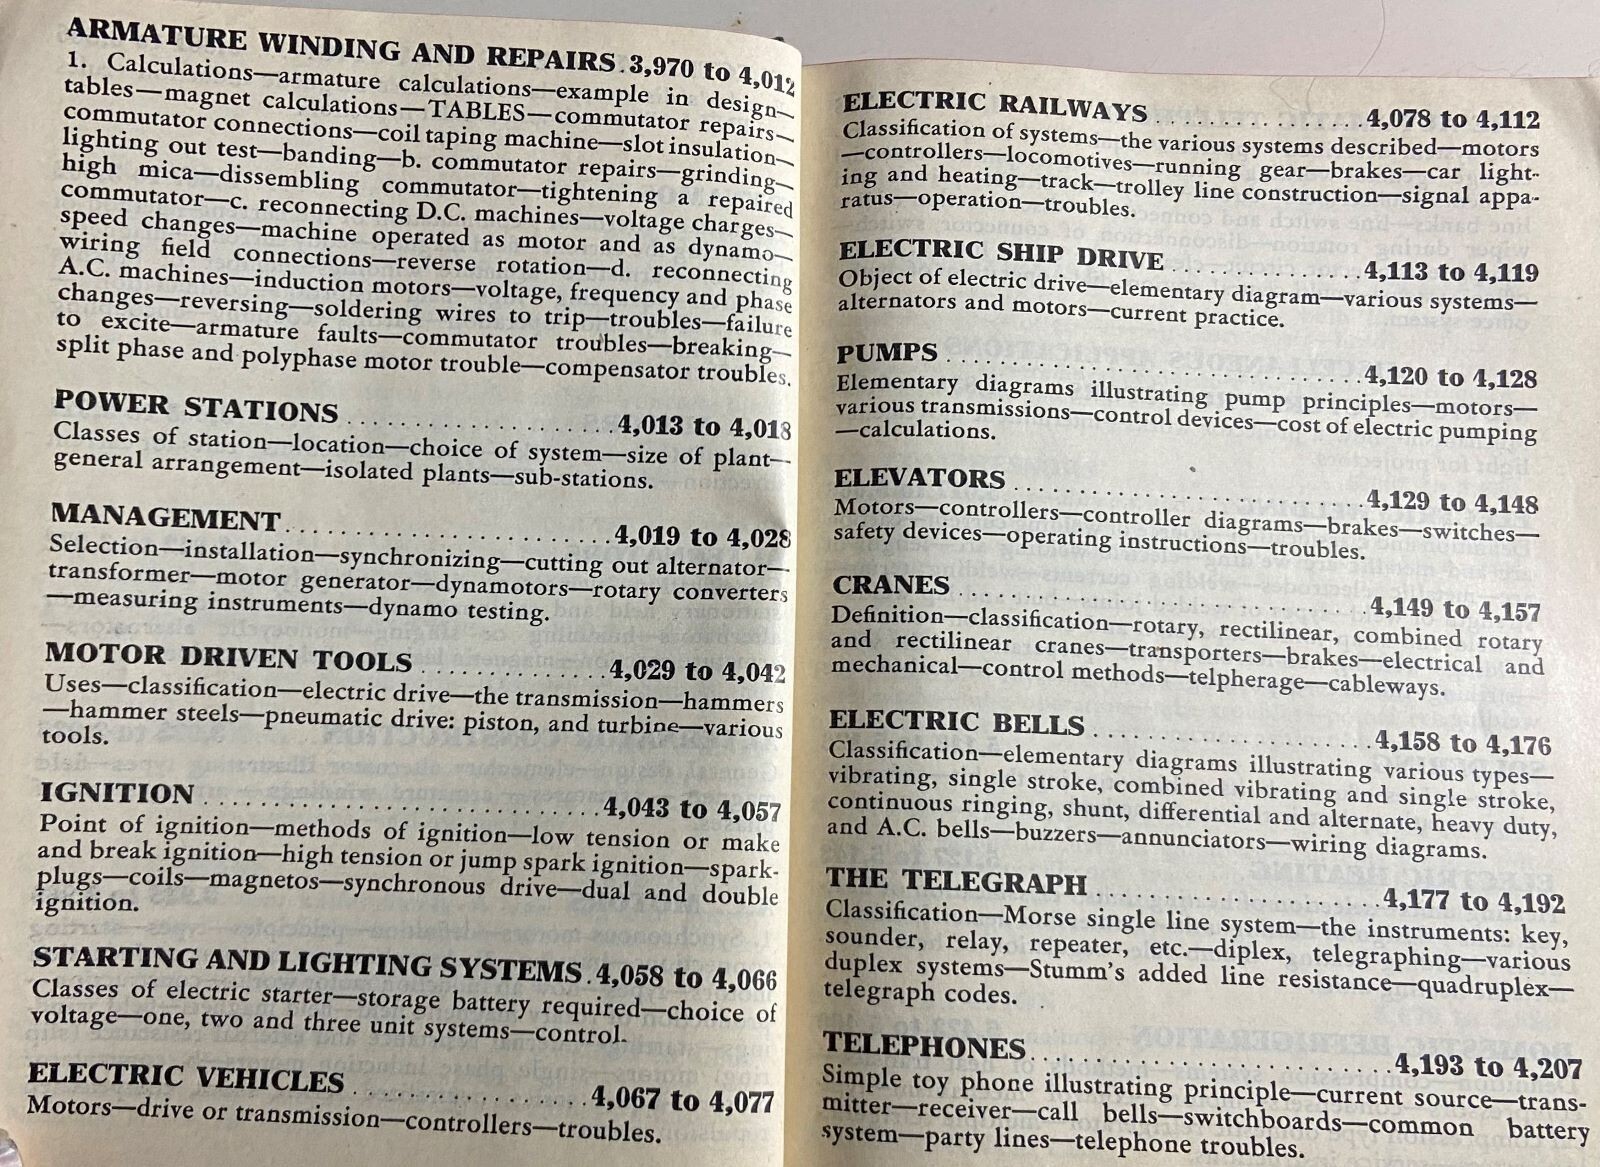 ARMATURE WINDING AND REPAIRS.3,970 to 4,012
1. Calculations—armature calculations—example in design—
tables—magnet calculations—TABLES—commutator repairs—
commutator connections—coil taping machine—slot insulation—
lighting out test—banding—b. commutator repairs—grinding—
high mica—dissembling commutator—tightening a repaired
commutator—c. reconnecting D.C. machines—voltage charges—
speed changes—machine operated as motor and as dynamo—
wiring field connections—reverse rotation—d. reconnecting
A.C. machines—induction motors—voltage, frequency and phase
changes—reversing—soldering wires to trip—troubles—failure
to excite—armature faults—commutator troubles—breaking—
split phase and polyphase motor trouble—compensator troubles.
POWER STATIONS ....................4,013 to 4,018
Classes of station—location—choice of system—size of plant—
general arrangement—isolated plants—sub-stations.
MANAGEMENT........................4,019 to 4,028
Selection—installation—synchronizing—cutting out alternator—
transformer—motor generator—dynamotors—rotary converters
—measuring instruments—dynamo testing.
MOTOR DRIVEN TOOLS ..............4,029 to 4,042
Uses—classification—electric drive—the transmission—hammers
—hammer steels—pneumatic drive: piston, and turbine—various
tools.
IGNITION .............................4,043 to 4,057
Point of ignition—methods of ignition—low tension or make
and break ignition—high tension or jump spark ignition—spark-
plugs—coils—magnetos—synchronous drive—dual and double
ignition.
STARTING AND LIGHTING SYSTEMS.4,058 to 4,066
Classes of electric starter—storage battery required—choice of
voltage—one, two and three unit systems—control.
ELECTRIC VEHICLES .................4,067 to 4,077
Motors—drive or transmission—controllers—troubles.
ELECTRIC RAILWAYS ................4,078 to 4,112
Classification of systems—the various systems described—motors
—controllers—locomotives—running gear—brakes—car light-
ing and heating—track—trolley line construction—signal appa-
ratus—operation—troubles.
ELECTRIC SHIP DRIVE ..............4,113 to 4,119
Object of electric drive—elementary diagram—various systems—
alternators and motors—current practice.
PUMPS ...............................4,120 to 4,128
Elementary diagrams illustrating pump principles—motors—
various transmissions—control devices—cost of electric pumping
—calculations.
ELEVATORS ..........................4,129 to 4,148
Motors—controllers—controller diagrams—brakes—switches—
safety devices—operating instructions—troubles.
CRANES ..............................4,149 to 4,157
Definition—classification—rotary, rectilinear, combined rotary
and rectilinear cranes—transporters—brakes—electrical and
mechanical—control methods—telpherage—cableways.
ELECTRIC BELLS .....................4,158 to 4,176
Classification—elementary diagrams illustrating various types—
vibrating, single stroke, combined vibrating and single stroke,
continuous ringing, shunt, differential and alternate, heavy duty,
and A.C. bells—buzzers—annunciators—wiring diagrams.
THE TELEGRAPH .....................4,177 to 4,192
Classification—Morse single line system—the instruments: key,
sounder, relay, repeater, etc.—diplex, telegraphing—various
duplex systems—Stumm's added line resistance—quadruplex—
telegraph codes.
TELEPHONES ..........................4,193 to 4,207
Simple toy phone illustrating principle—current source—trans-
mitter—receiver—call bells—switchboards—common battery
system—party lines—telephone troubles.